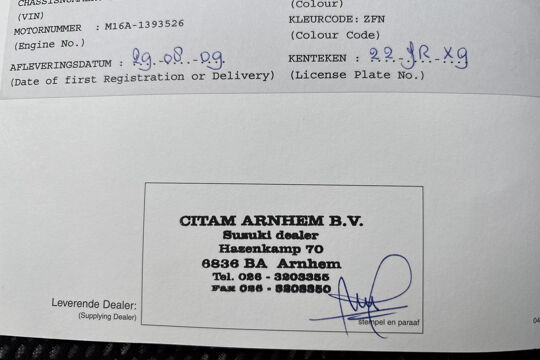 CHASSISNUMMER
(VIN)
MOTORNUMMER : M16A-1393526
(Engine No.)
AFLEVERINGSDATUM : 29-08-09
(Date of first Registration or Delivery)
(Colour)
KLEURCODE: ZFN
(Colour Code)
KENTEKEN : 22-JR-XG
(License Plate No.)
CITAM ARNHEM B.V.
Suzuki dealer
Hazenkamp 70
6836 BA Arnhem
Tel. 026 - 3203355
Fax 026 - 3203350
Leverende Dealer:
(Supplying Dealer)
stempel en paraaf
04